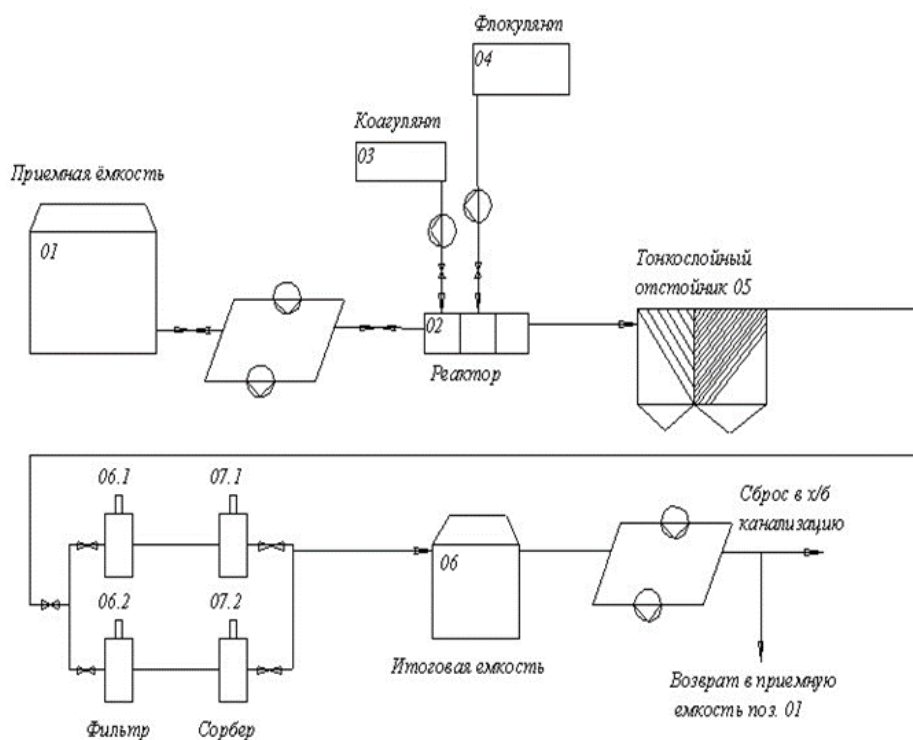 Флокулянт
04
Коагулянт
03
Приемная ёмкость
01
Тонкослойный
отстойник 05
02
Реактор
06.1
07.1
Сброс в х/б
канализацию
06
06.2
07.2
Итоговая емкость
Возврат в приемную
емкость поз. 01
Фильтр
Сорбер